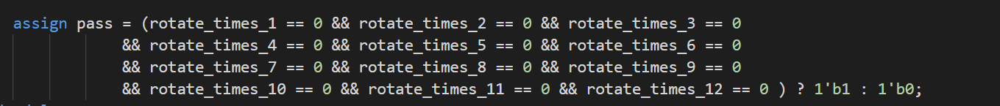 assign pass = (rotate_times_1 == 0 && rotate_times_2 == 0 && rotate_times_3 == 0
&& rotate_times_4 == 0 && rotate_times_5 == 0 && rotate_times_6 == 0
&& rotate_times_7 == 0 && rotate_times_8 == 0 && rotate_times_9 == 0
&& rotate_times_10 == 0 && rotate_times_11 == 0 && rotate_times_12 == 0 ) ? 1'b1 : 1'b0;